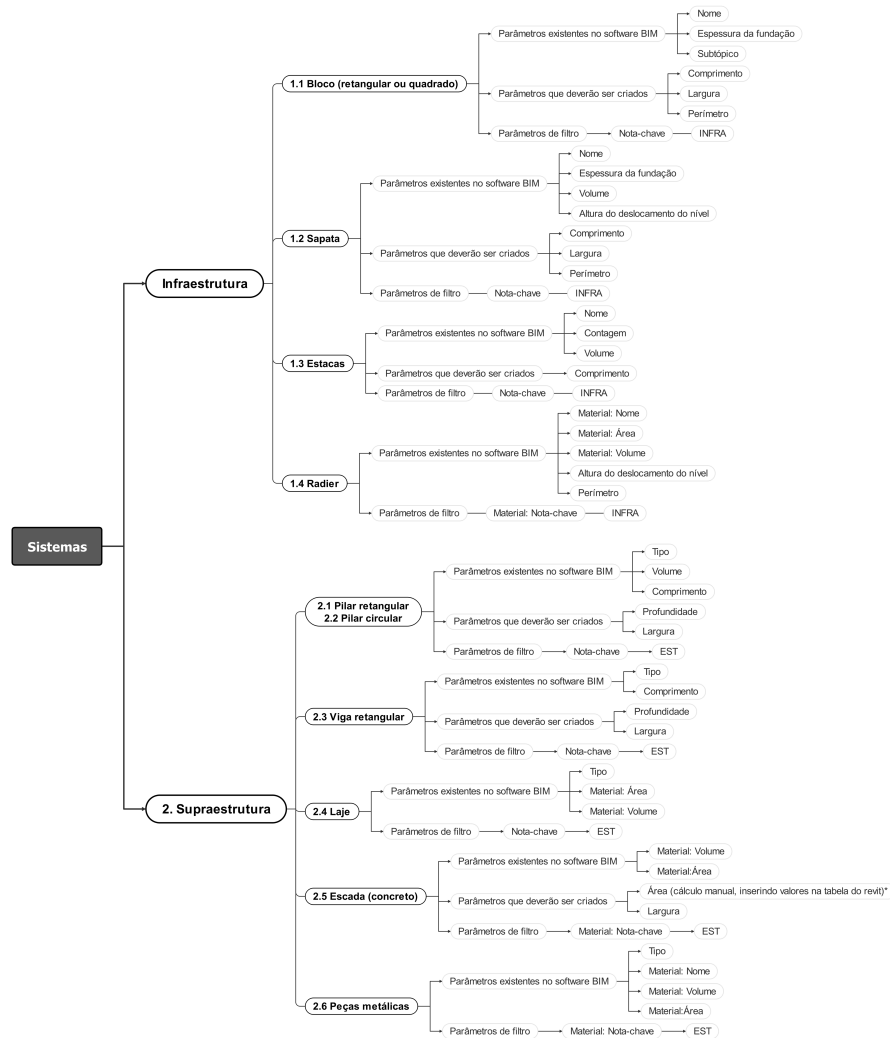 Sistemas
Infraestrutura
1.1 Bloco (retangular ou quadrado)
Parâmetros existentes no software BIM
Nome
Espessura da fundação
Subtópico
Parâmetros que deverão ser criados
Comprimento
Largura
Perímetro
Parâmetros de filtro
Nota-chave
INFRA
1.2 Sapata
Parâmetros existentes no software BIM
Nome
Espessura da fundação
Volume
Altura do deslocamento do nível
Parâmetros que deverão ser criados
Comprimento
Largura
Perímetro
Parâmetros de filtro
Nota-chave
INFRA
1.3 Estacas
Parâmetros existentes no software BIM
Nome
Contagem
Volume
Parâmetros que deverão ser criados
Comprimento
Parâmetros de filtro
Nota-chave
INFRA
1.4 Radier
Parâmetros existentes no software BIM
Material: Nome
Material: Área
Material: Volume
Altura do deslocamento do nível
Perímetro
Parâmetros de filtro
Material: Nota-chave
INFRA
2. Supraestrutura
2.1 Pilar retangular
2.2 Pilar circular
Parâmetros existentes no software BIM
Tipo
Volume
Comprimento
Parâmetros que deverão ser criados
Profundidade
Largura
Parâmetros de filtro
Nota-chave
EST
2.3 Viga retangular
Parâmetros existentes no software BIM
Tipo
Comprimento
Parâmetros que deverão ser criados
Profundidade
Largura
Parâmetros de filtro
Nota-chave
EST
2.4 Laje
Parâmetros existentes no software BIM
Tipo
Material: Área
Material: Volume
Parâmetros de filtro
Nota-chave
EST
2.5 Escada (concreto)
Parâmetros existentes no software BIM
Material: Volume
Material:Área
Parâmetros que deverão ser criados
Área (cálculo manual, inserindo valores na tabela do revit)*
Largura
Parâmetros de filtro
Material: Nota-chave
EST
2.6 Peças metálicas
Parâmetros existentes no software BIM
Tipo
Material: Nome
Material: Volume
Material:Área
Parâmetros de filtro
Material: Nota-chave
EST